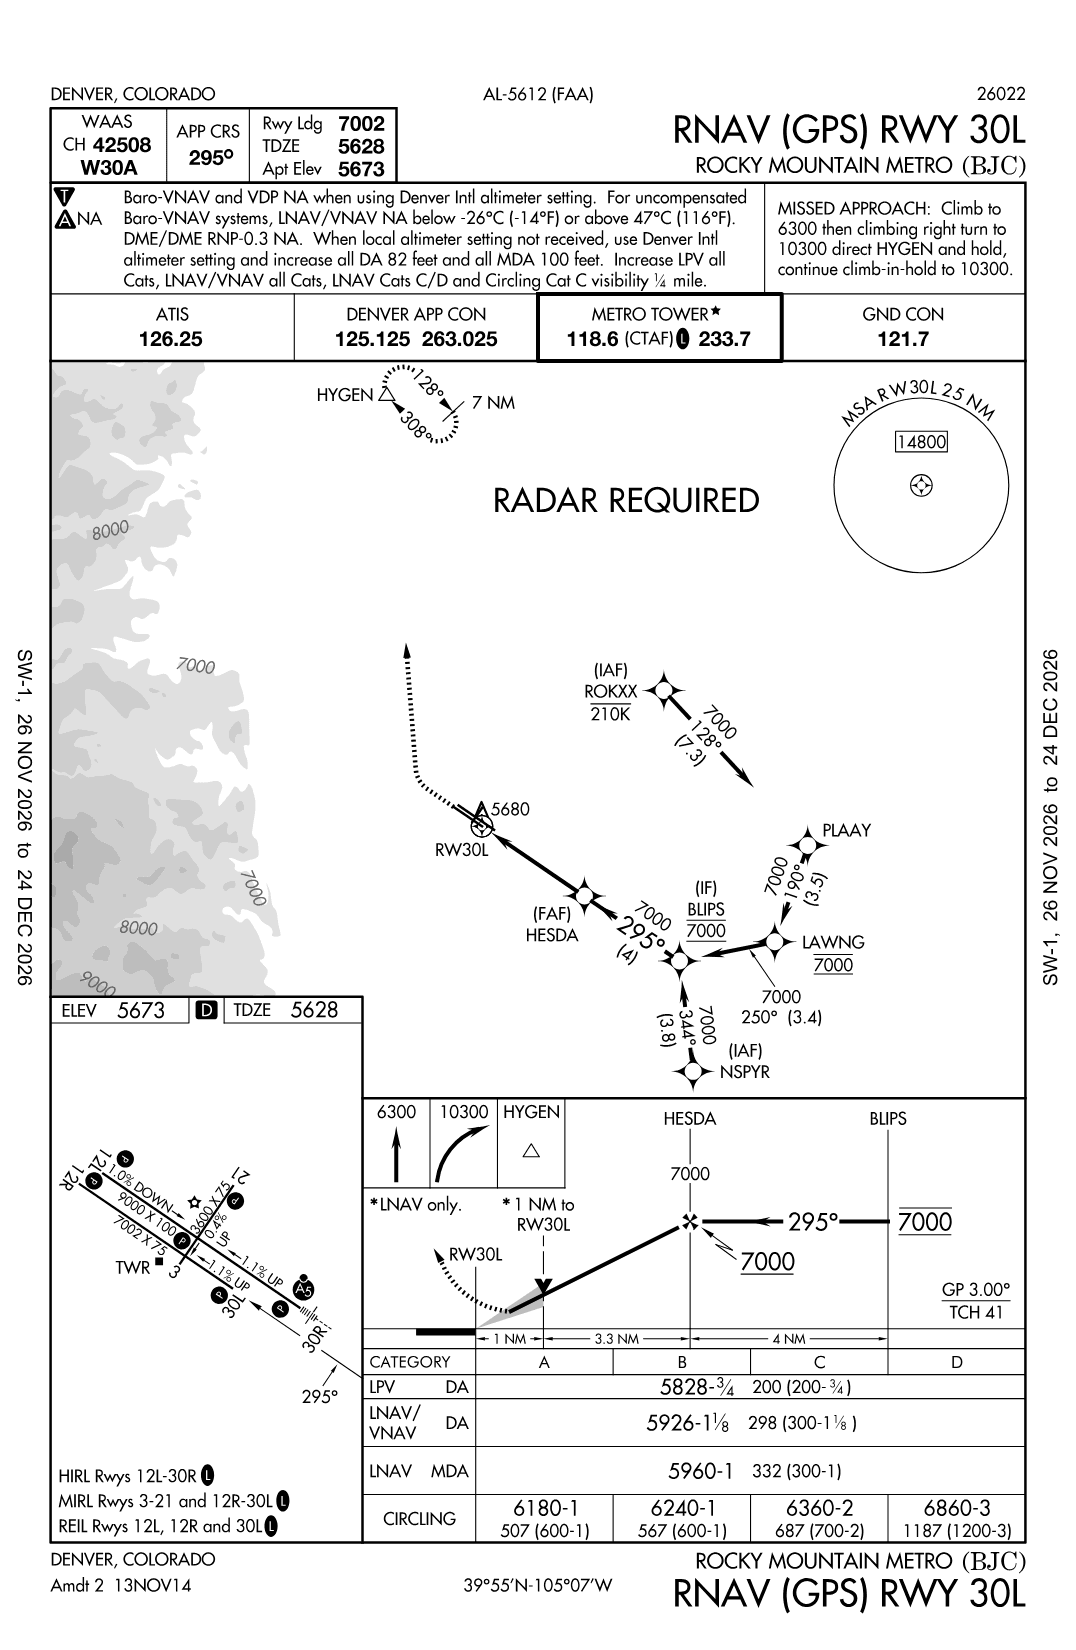 DENVER, COLORADO
AL-5612 (FAA)
26022
WAAS
CH 42508
W30A
APP CRS
295°
Rwy Ldg 7002
TDZE 5628
Apt Elev 5673
RNAV (GPS) RWY 30L
ROCKY MOUNTAIN METRO (BJC)
T
A NA
Baro-VNAV and VDP NA when using Denver Intl altimeter setting. For uncompensated
Baro-VNAV systems, LNAV/VNAV NA below -26°C (-14°F) or above 47°C (116°F).
DME/DME RNP-0.3 NA. When local altimeter setting not received, use Denver Intl
altimeter setting and increase all DA 82 feet and all MDA 100 feet. Increase LPV all
Cats, LNAV/VNAV all Cats, LNAV Cats C/D and Circling Cat C visibility ¼ mile.
MISSED APPROACH: Climb to
6300 then climbing right turn to
10300 direct HYGEN and hold,
continue climb-in-hold to 10300.
ATIS
126.25
DENVER APP CON
125.125 263.025
METRO TOWER★
118.6 (CTAF) L 233.7
GND CON
121.7
HYGEN
128°
308°
7 NM
MSA RW30L 25 NM
14800
RADAR REQUIRED
8000
7000
7000
8000
9000
(IAF)
ROKXX
210K
7000
128°
(7.3)
5680
RW30L
PLAAY
7000
190°
(3.5)
(FAF)
HESDA
7000
295°
(4)
(IF)
BLIPS
7000
LAWNG
7000
7000
250° (3.4)
7000
344°
(3.8)
(IAF)
NSPYR
SW-1, 26 NOV 2026 to 24 DEC 2026
SW-1, 26 NOV 2026 to 24 DEC 2026
ELEV 5673
D
TDZE 5628
12L
12R
21
P
P
P
P
P
P
1.0% DOWN
9000 X 100
7002 X 75
3600 X 75
0.4%
UP
1.1% UP
1.1% UP
TWR
3
30L
30R
A5
295°
HIRL Rwys 12L-30R L
MIRL Rwys 3-21 and 12R-30L L
REIL Rwys 12L, 12R and 30L L
6300
10300
HYGEN
HESDA
BLIPS
7000
*LNAV only.
*1 NM to
RW30L
RW30L
295°
7000
7000
GP 3.00°
TCH 41
1 NM
3.3 NM
4 NM
CATEGORY A B C D
LPV DA 5828-¾ 200 (200-¾)
LNAV/
VNAV DA 5926-1⅛ 298 (300-1⅛)
LNAV MDA 5960-1 332 (300-1)
CIRCLING
6180-1 6240-1 6360-2 6860-3
507 (600-1) 567 (600-1) 687 (700-2) 1187 (1200-3)
DENVER, COLORADO
Amdt 2 13NOV14
39°55'N-105°07'W
ROCKY MOUNTAIN METRO (BJC)
RNAV (GPS) RWY 30L